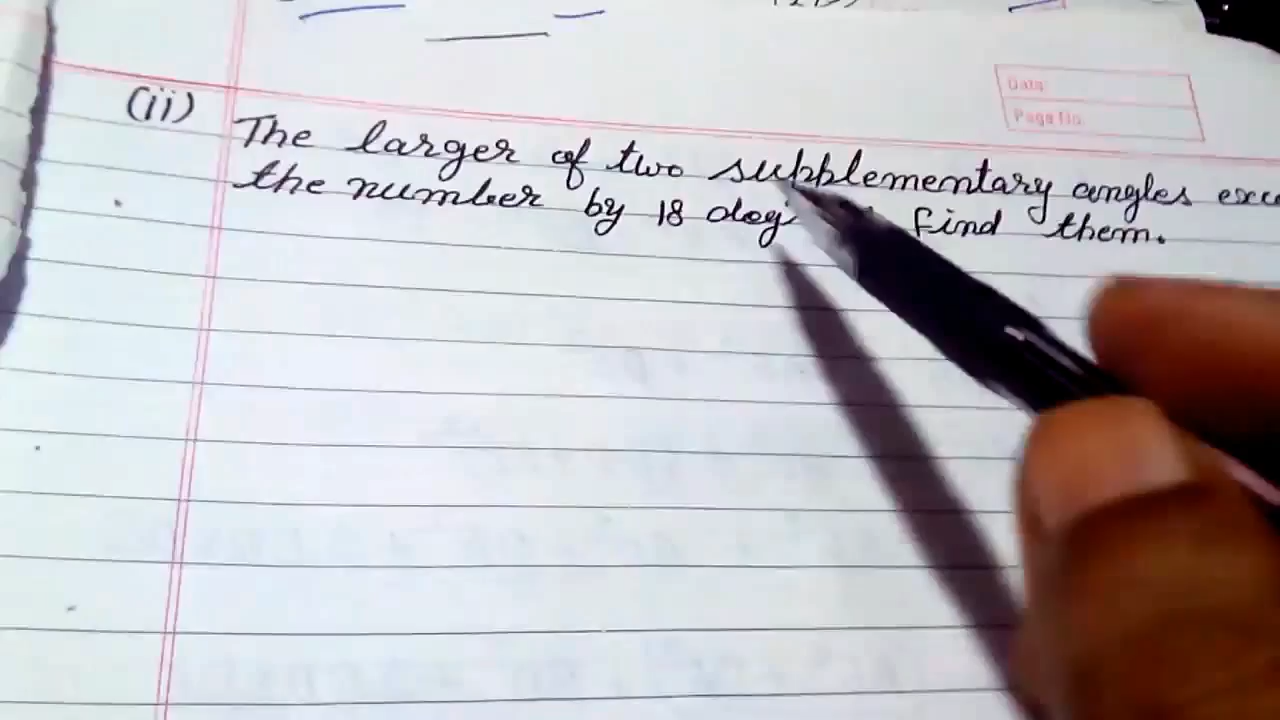 (ii) The larger of two supplementary angles
the number by 18 find them.
Date:
Page No: